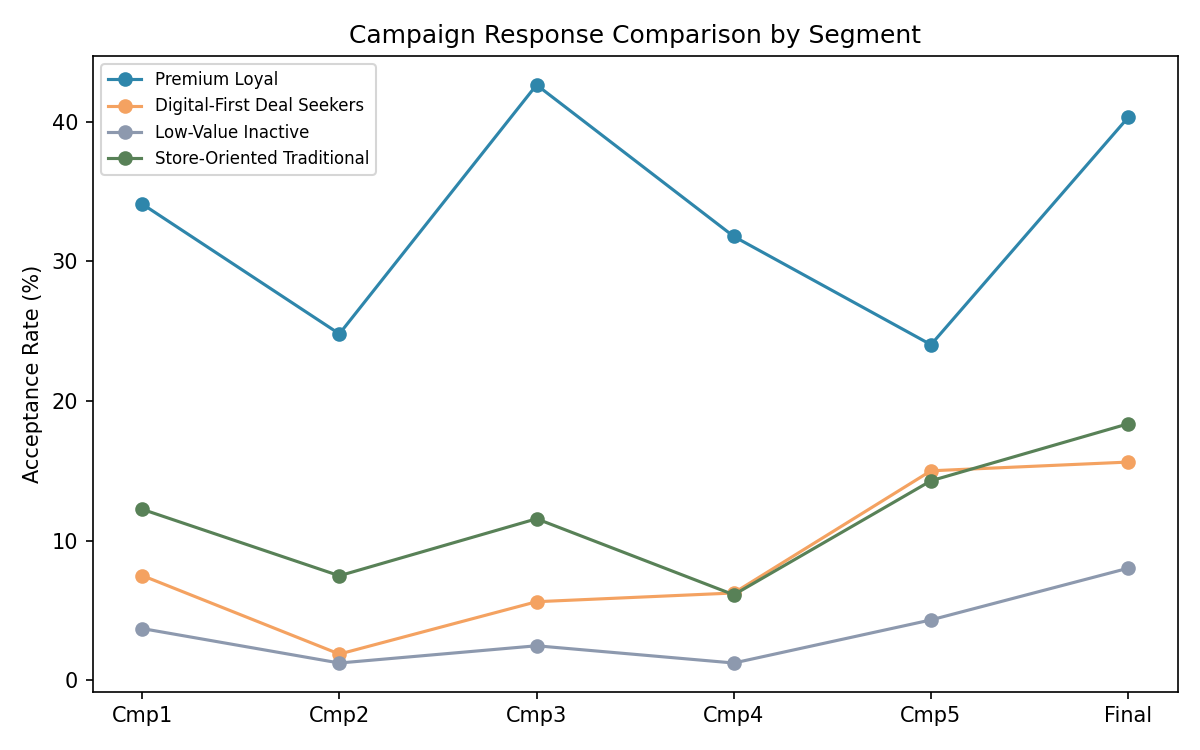 Campaign Response Comparison by Segment
Premium Loyal
Digital-First Deal Seekers
Low-Value Inactive
Store-Oriented Traditional
Acceptance Rate (%)
40
30
20
10
0
Cmp1 Cmp2 Cmp3 Cmp4 Cmp5 Final